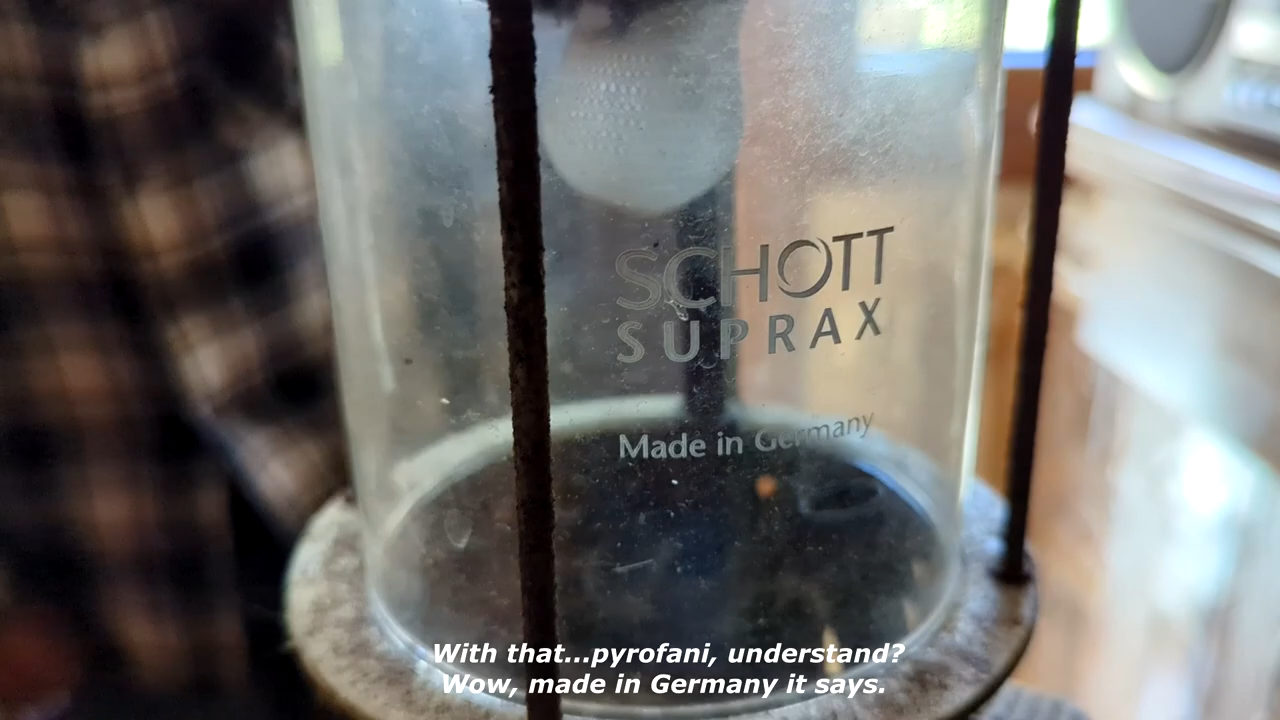 SCHOTT
SUPRAX
Made in Germany
With that...pyrofani, understand?
Wow, made in Germany it says.